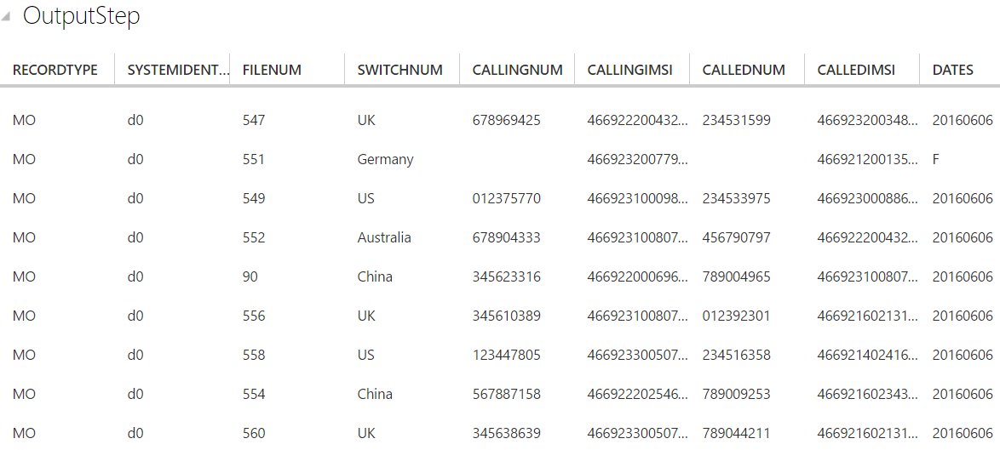 OutputStep
RECORDTYPE SYSTEMIDENT... FILENUM SWITCHNUM CALLINGNUM CALLINGIMSI CALLEDNUM CALLEDIMSI DATES
MO d0 547 UK 678969425 466922200432... 234531599 466923200348... 20160606
MO d0 551 Germany 466923200779... 466921200135... F
MO d0 549 US 012375770 466923100098... 234533975 466923000886... 20160606
MO d0 552 Australia 678904333 466923100807... 456790797 466922200432... 20160606
MO d0 90 China 345623316 466922000696... 789004965 466923100807... 20160606
MO d0 556 UK 345610389 466923100807... 012392301 466921602131... 20160606
MO d0 558 US 123447805 466923300507... 234516358 466921402416... 20160606
MO d0 554 China 567887158 466922202546... 789009253 466921602343... 20160606
MO d0 560 UK 345638639 466923300507... 789044211 466921602131... 20160606